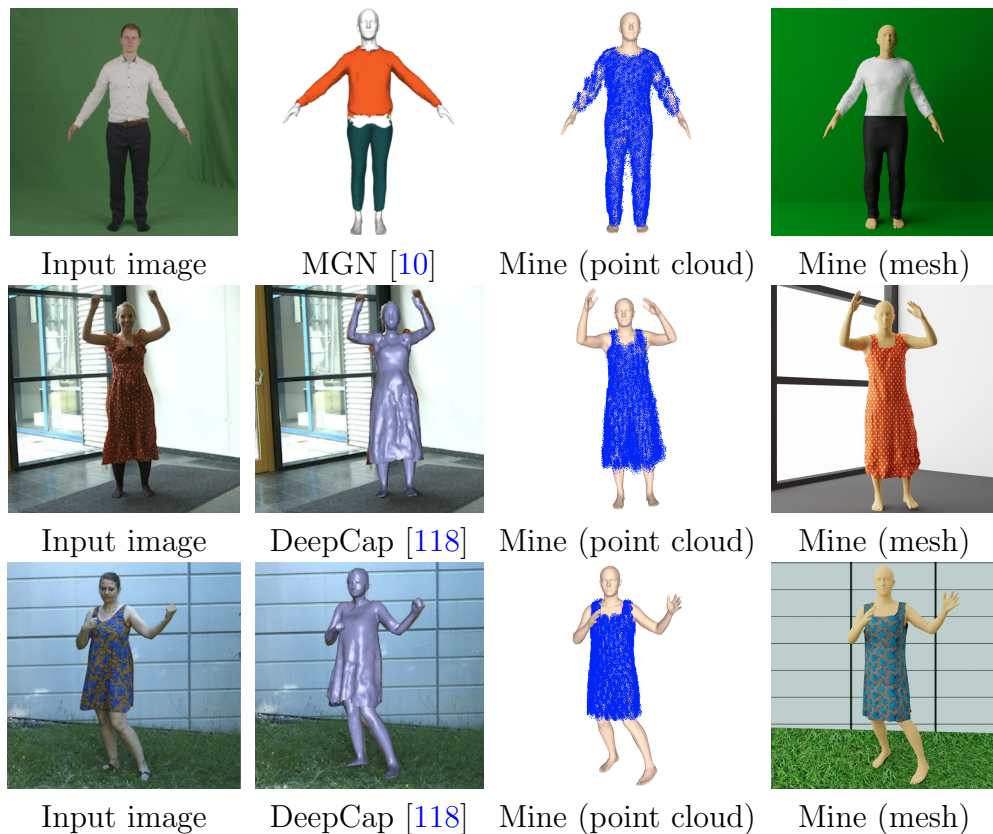 Input image MGN [10] Mine (point cloud) Mine (mesh)
Input image DeepCap [118] Mine (point cloud) Mine (mesh)
Input image DeepCap [118] Mine (point cloud) Mine (mesh)